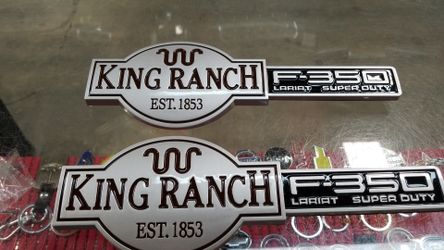 KING RANCH
EST. 1853
F-350
LARIAT SUPER DUTY
KING RANCH
EST. 1853
F-350
LARIAT SUPER DUTY